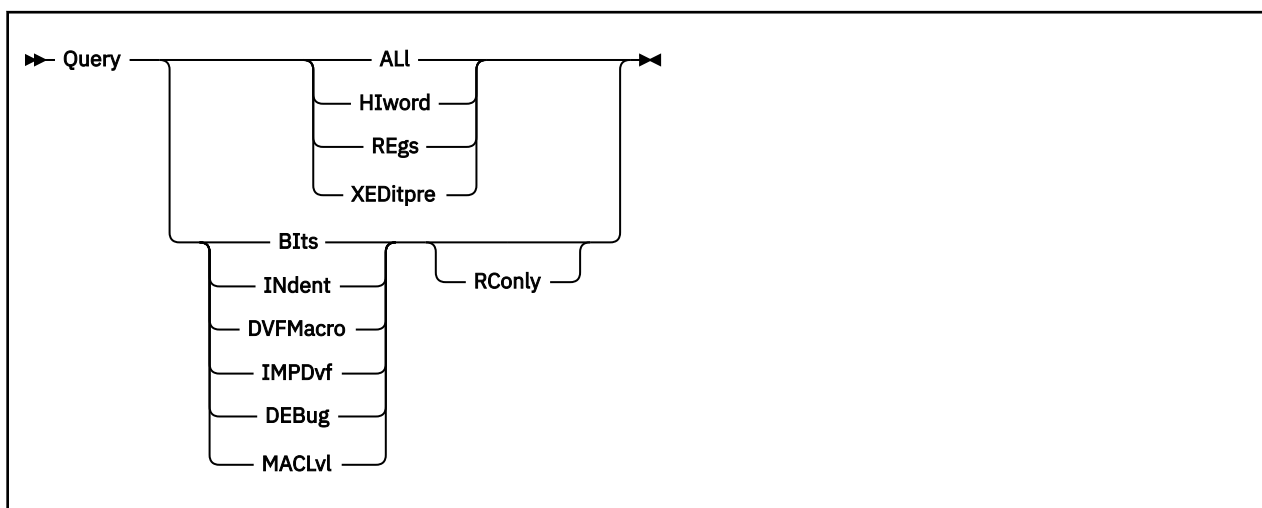 Query
ALl
HIword
REgs
XEDitpre
BIts
INdent
RConly
DVFMacro
IMPDvf
DEBug
MACLvl